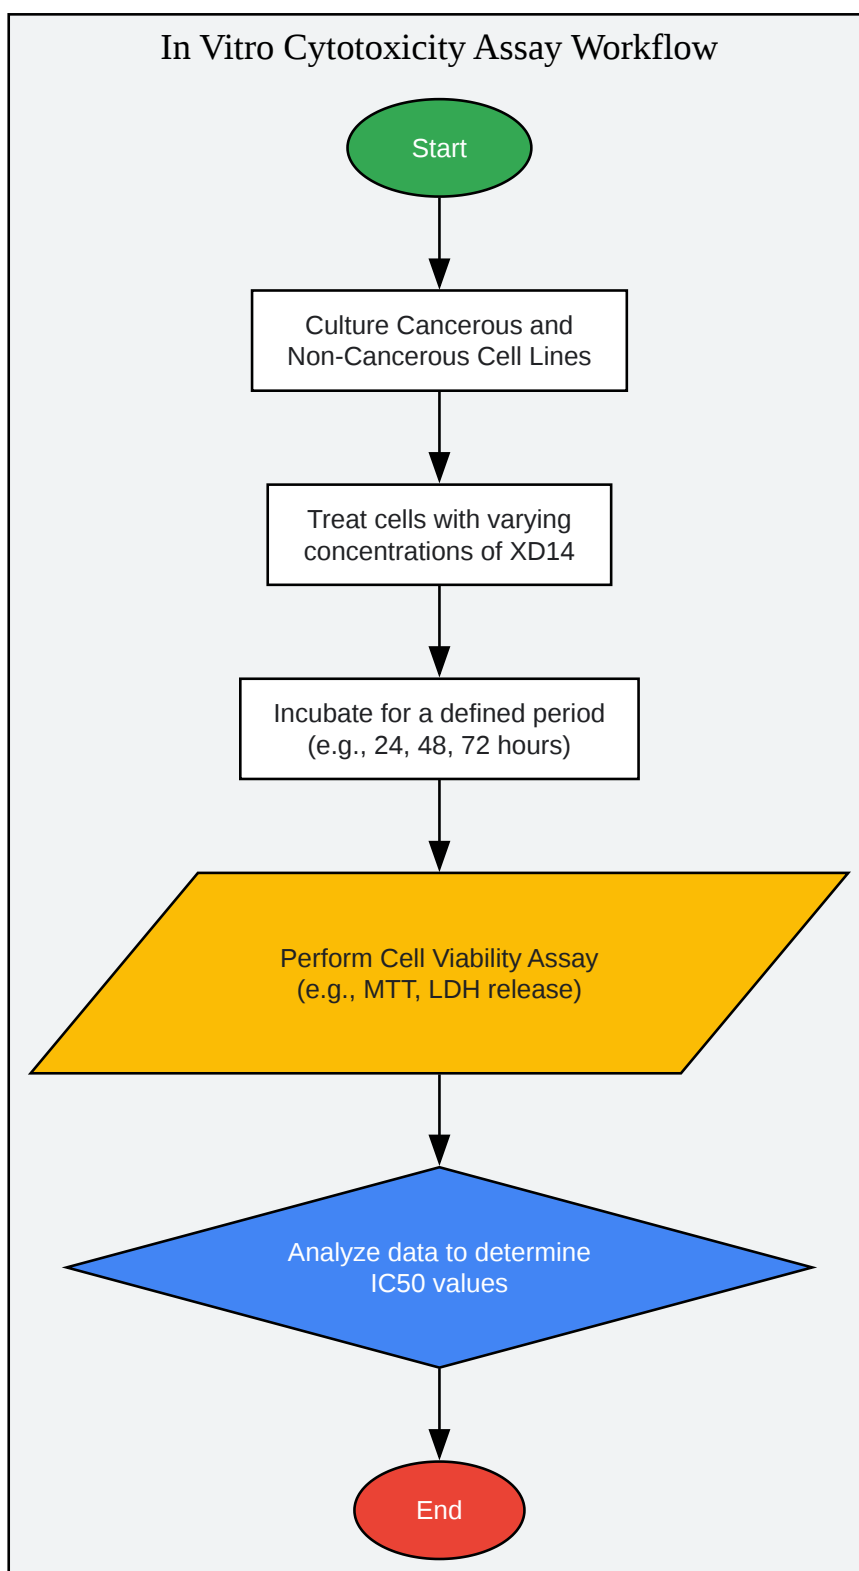 In Vitro Cytotoxicity Assay Workflow
Start
Culture Cancerous and
Non-Cancerous Cell Lines
Treat cells with varying
concentrations of XD14
Incubate for a defined period
(e.g., 24, 48, 72 hours)
Perform Cell Viability Assay
(e.g., MTT, LDH release)
Analyze data to determine
IC50 values
End